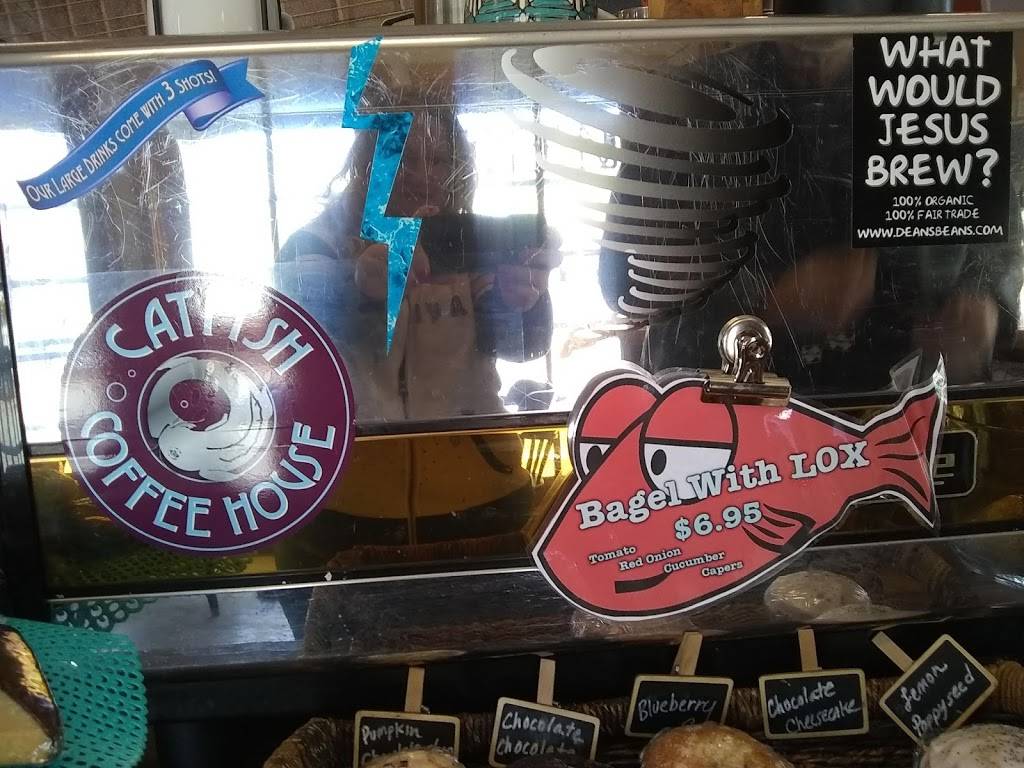 OUR LARGE DRINKS COME WITH 3 SHOTS!
WHAT
WOULD
JESUS
BREW?
100% ORGANIC
100% FAIR TRADE
WWW.DEANSBEANS.COM
CATFISH
COFFEE HOUSE
Bagel With LOX
$6.95
Tomato
Red Onion
Cucumber
Capers
Pumpkin
Chocolate
Chocolate
Blueberry
Chocolate
Cheesecake
Lemon
Poppyseed